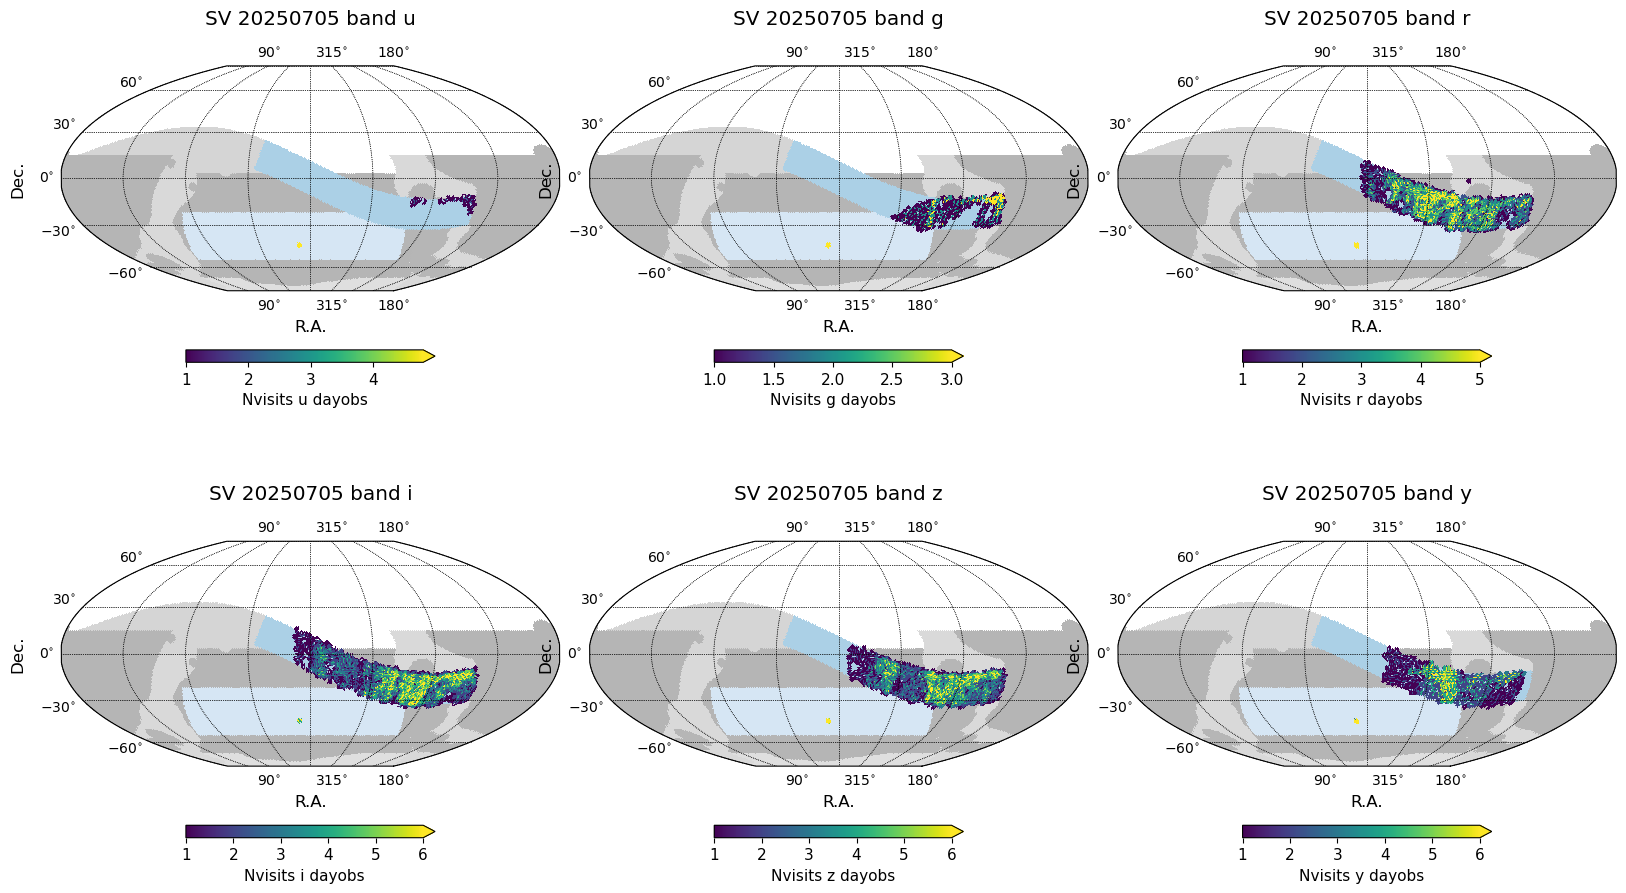 SV 20250705 band u
90° 315° 180°
60°
30°
0°
−30°
−60°
Dec.
90° 315° 180°
R.A.
1 2 3 4
Nvisits u dayobs
SV 20250705 band g
90° 315° 180°
60°
30°
0°
−30°
−60°
Dec.
90° 315° 180°
R.A.
1.0 1.5 2.0 2.5 3.0
Nvisits g dayobs
SV 20250705 band r
90° 315° 180°
60°
30°
0°
−30°
−60°
Dec.
90° 315° 180°
R.A.
1 2 3 4 5
Nvisits r dayobs
SV 20250705 band i
90° 315° 180°
60°
30°
0°
−30°
−60°
Dec.
90° 315° 180°
R.A.
1 2 3 4 5 6
Nvisits i dayobs
SV 20250705 band z
90° 315° 180°
60°
30°
0°
−30°
−60°
Dec.
90° 315° 180°
R.A.
1 2 3 4 5 6
Nvisits z dayobs
SV 20250705 band y
90° 315° 180°
60°
30°
0°
−30°
−60°
Dec.
90° 315° 180°
R.A.
1 2 3 4 5 6
Nvisits y dayobs